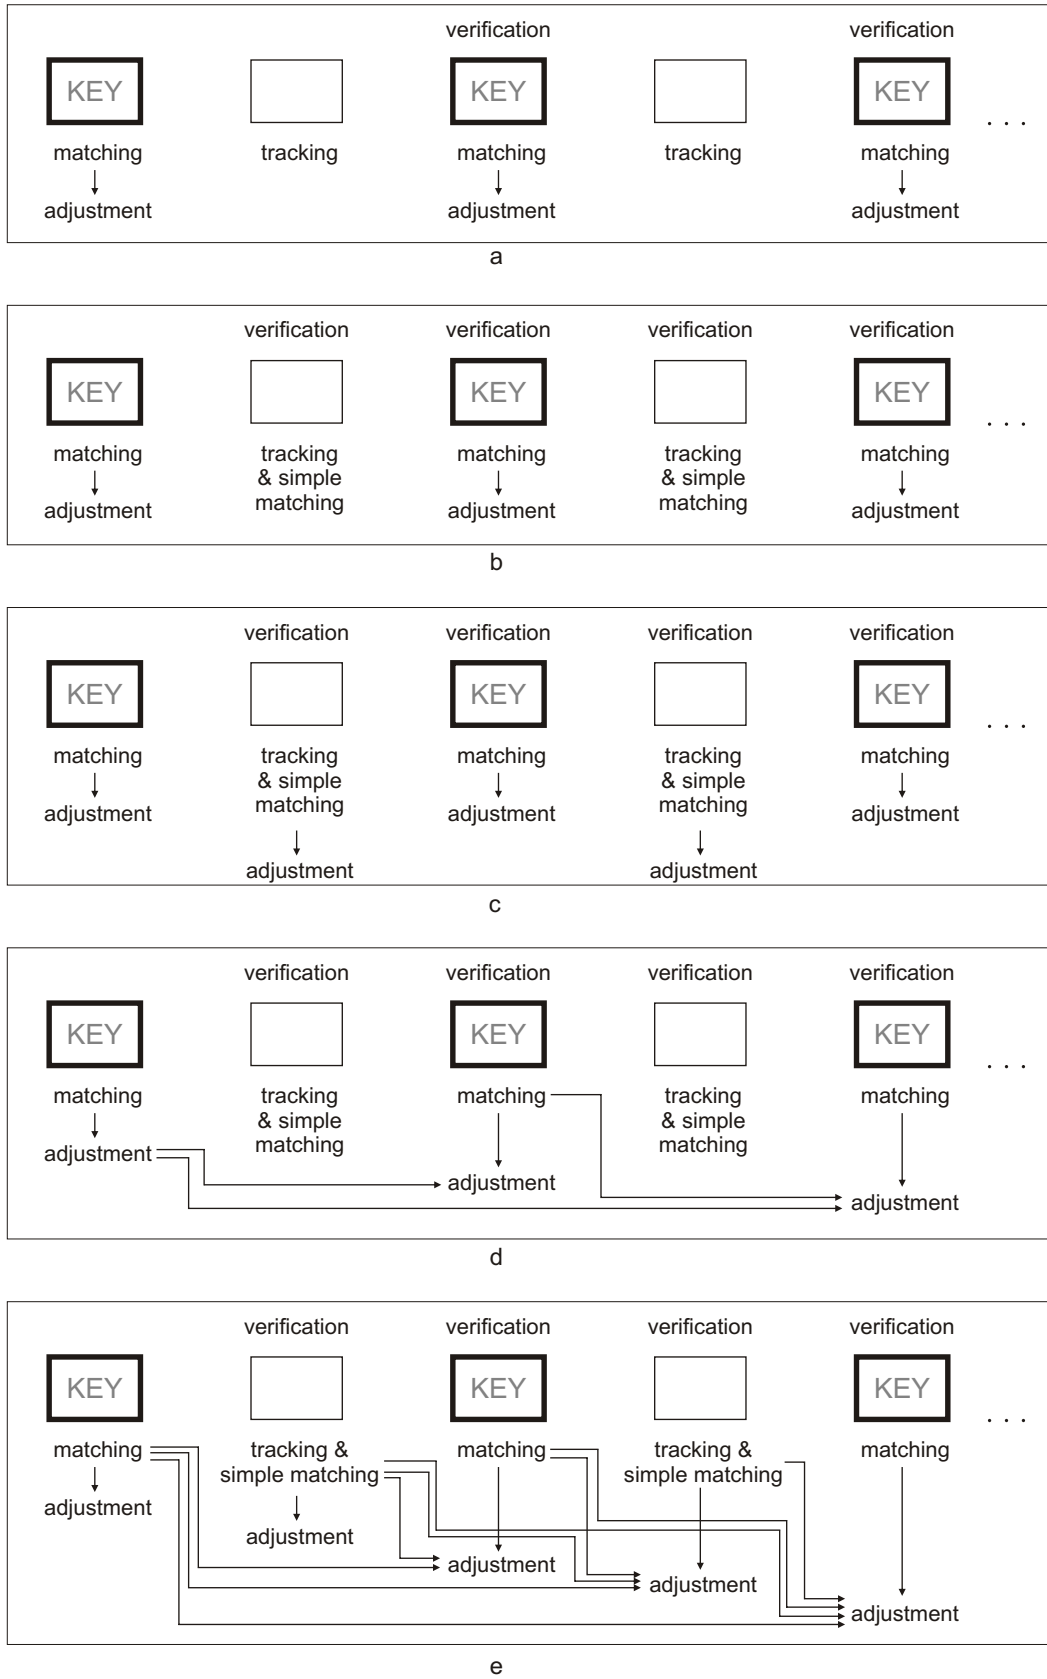 verification verification
KEY KEY KEY
. . .
matching tracking matching tracking matching
adjustment adjustment adjustment
a
verification verification verification verification
KEY KEY KEY
. . .
matching tracking matching tracking matching
& simple & simple
adjustment matching adjustment matching adjustment
b
verification verification verification verification
KEY KEY KEY
. . .
matching tracking matching tracking matching
& simple & simple
adjustment matching adjustment matching adjustment
adjustment adjustment
c
verification verification verification verification
KEY KEY KEY
. . .
matching tracking matching tracking matching
& simple & simple
adjustment matching matching
adjustment
adjustment
d
verification verification verification verification
KEY KEY KEY
. . .
matching tracking & matching tracking & matching
simple matching simple matching
adjustment
adjustment
adjustment
adjustment
adjustment
e